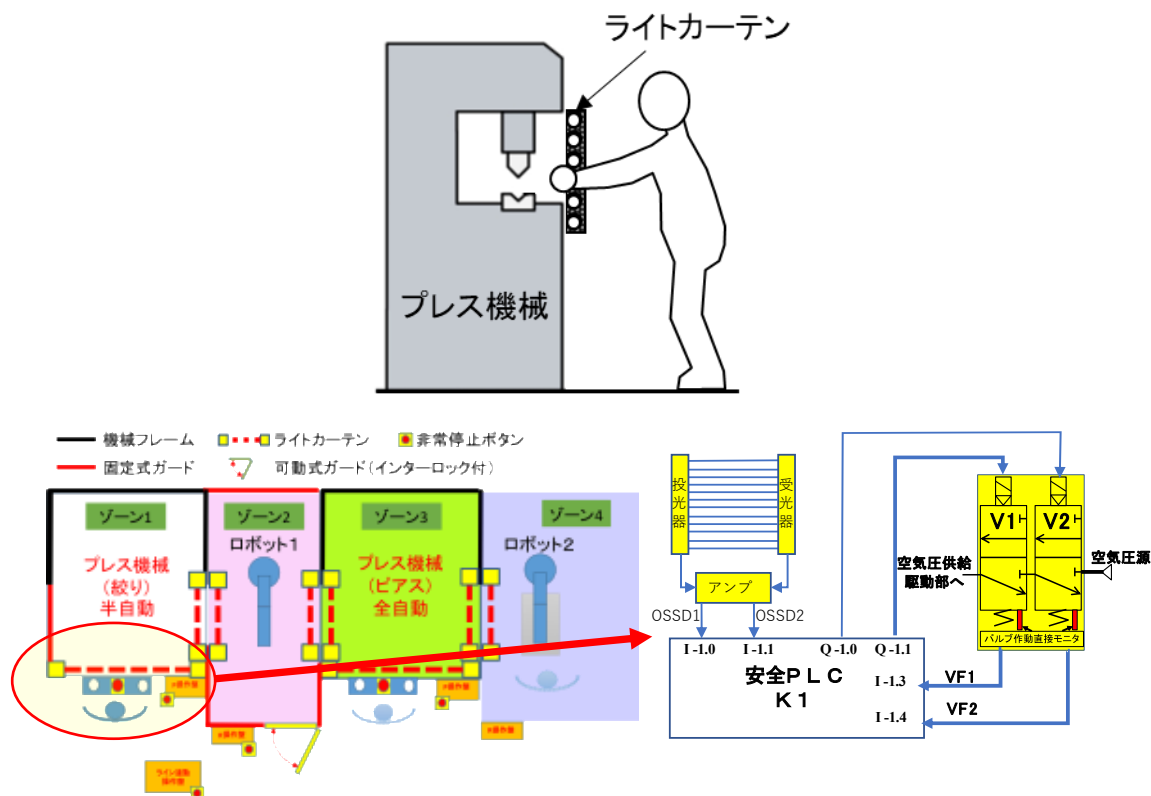 ライトカーテン
プレス機械
機械フレーム
ライトカーテン
非常停止ボタン
固定式ガード
可動式ガード(インターロック付)
ゾーン1
ゾーン2
ゾーン3
ゾーン4
プレス機械
(絞り)
半自動
ロボット1
プレス機械
(ピアス)
全自動
ロボット2
投光器
受光器
アンプ
OSSD1
OSSD2
I -1.0
I -1.1
Q -1.0
Q -1.1
安全PLC
K1
I -1.3
I -1.4
VF1
VF2
V1
V2
空気圧供給
駆動部へ
空気圧源
バルブ作動直接モニタ